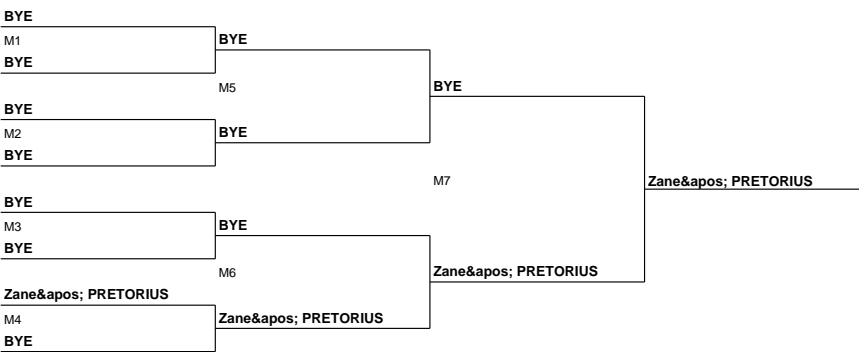 BYE
M1
BYE
BYE
M5
BYE
BYE
M2
BYE
BYE
M7
Zane&apos; PRETORIUS
BYE
M3
BYE
BYE
M6
Zane&apos; PRETORIUS
Zane&apos; PRETORIUS
M4
Zane&apos; PRETORIUS
BYE